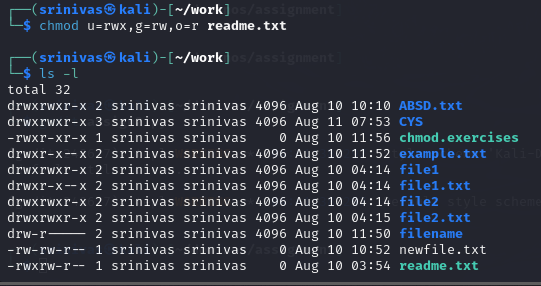 ┌──(srinivas㉿kali)-[~/work]
└─$ chmod u=rwx,g=rw,o=r readme.txt
┌──(srinivas㉿kali)-[~/work]
└─$ ls -l
total 32
drwxrwxr-x 2 srinivas srinivas 4096 Aug 10 10:10 ABSD.txt
drwxrwxr-x 3 srinivas srinivas 4096 Aug 11 07:53 CYS
-rwxr-xr-x 1 srinivas srinivas    0 Aug 10 11:56 chmod.exercises
drwxr-x--x 2 srinivas srinivas 4096 Aug 10 11:52 example.txt
drwxrwxr-x 2 srinivas srinivas 4096 Aug 10 04:14 file1
drwxrwxr-x 2 srinivas srinivas 4096 Aug 10 04:14 file1.txt
drwxrwxr-x 2 srinivas srinivas 4096 Aug 10 04:14 file2
drwxrwxr-x 2 srinivas srinivas 4096 Aug 10 04:15 file2.txt
drw-r----- 2 srinivas srinivas 4096 Aug 10 11:50 filename
-rw-rw-r-- 1 srinivas srinivas    0 Aug 10 10:52 newfile.txt
-rwxrw-r-- 1 srinivas srinivas    0 Aug 10 03:54 readme.txt